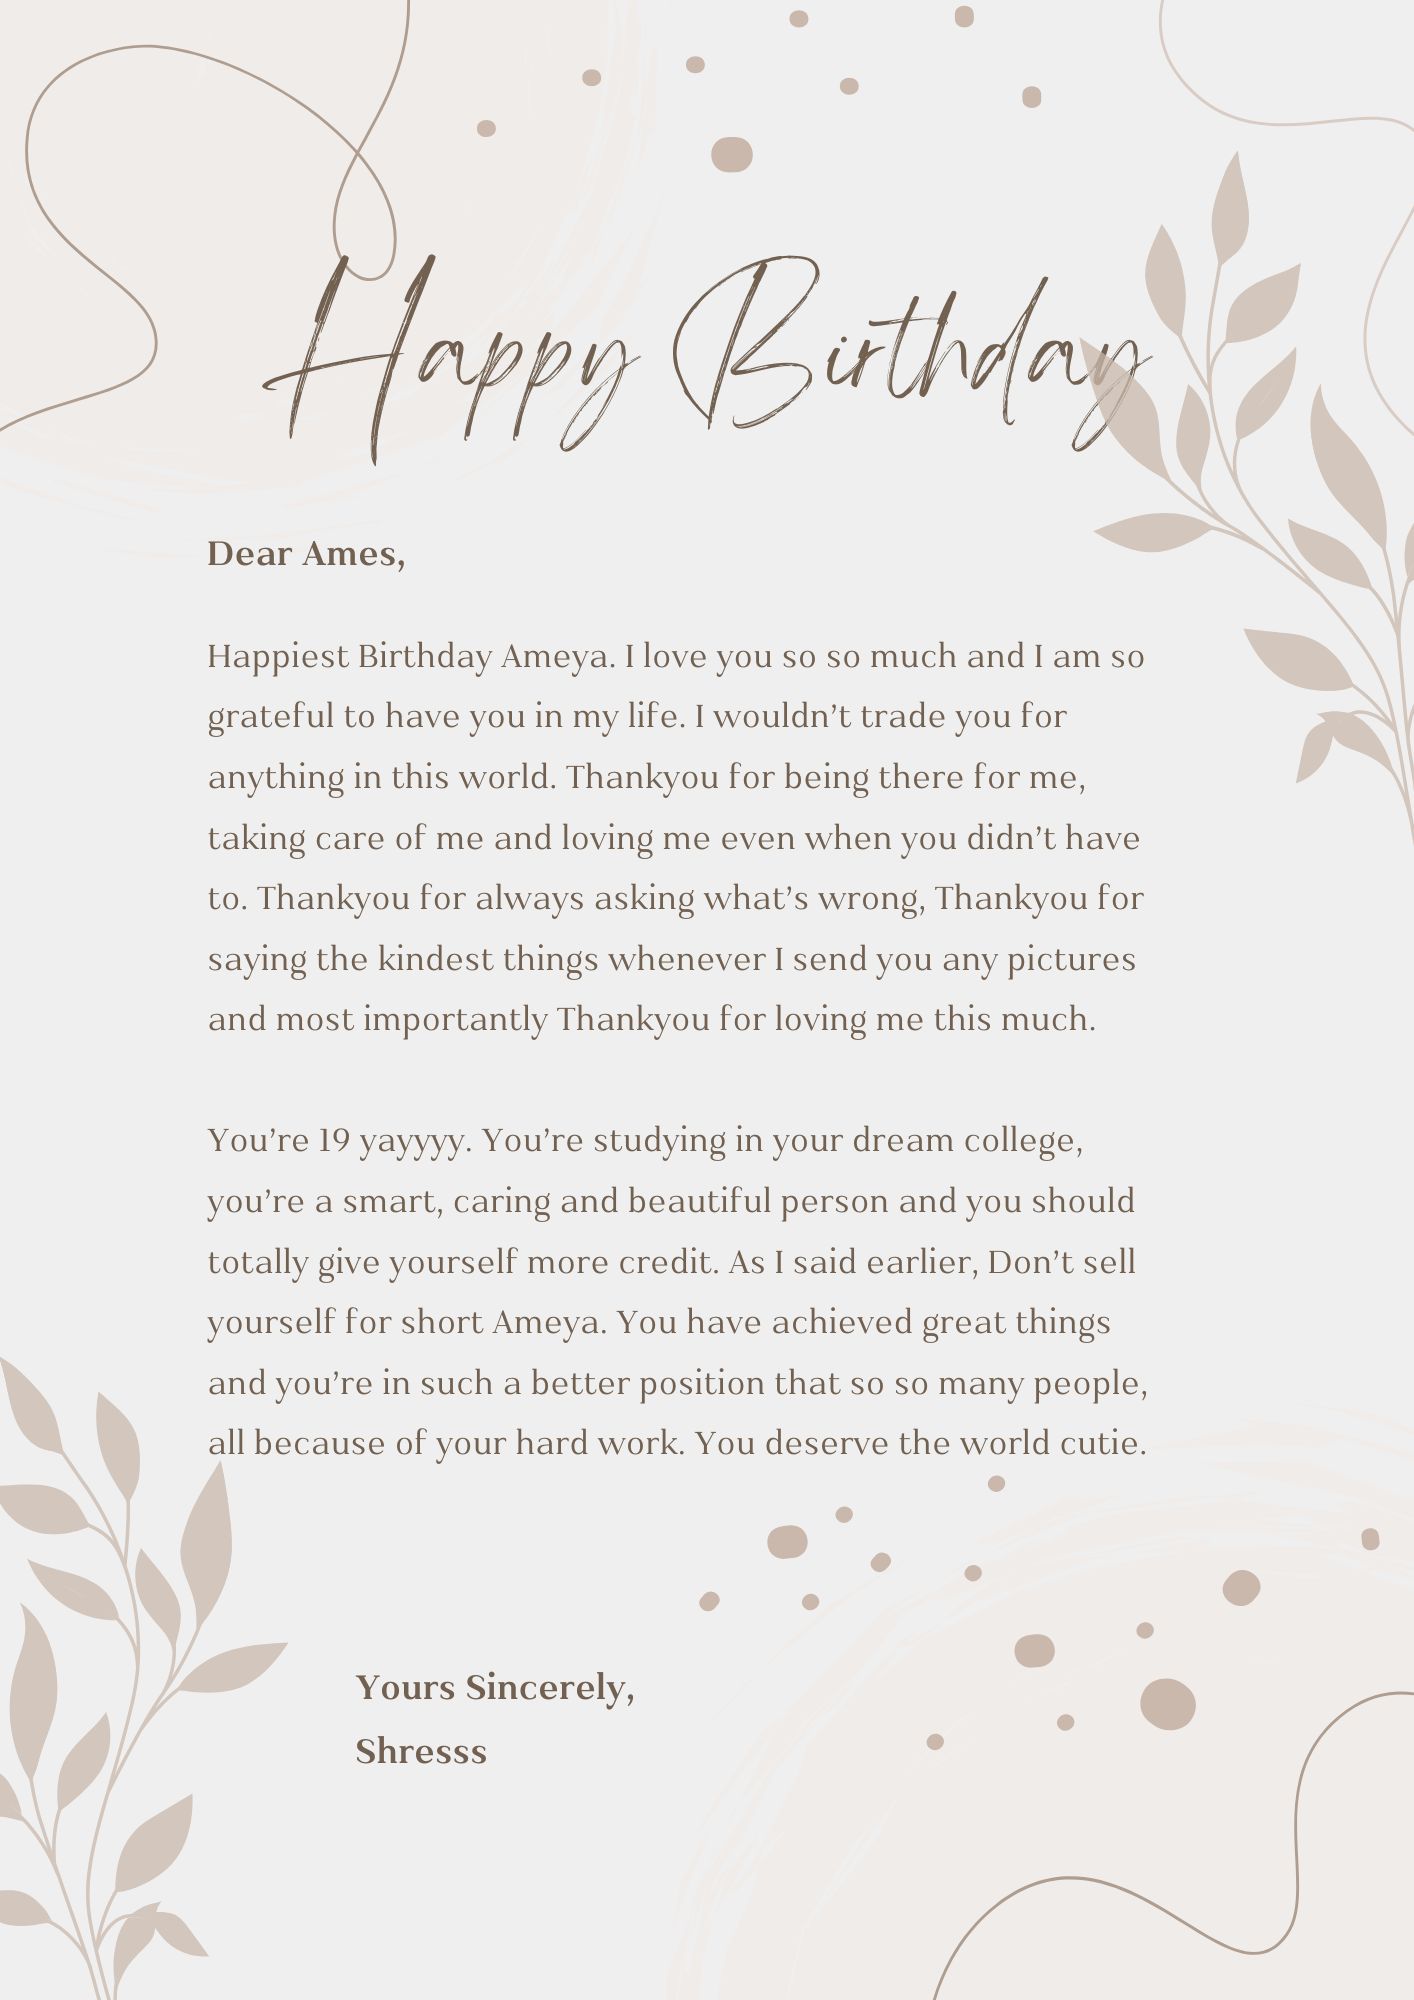 Happy Birthday
Dear Ames,
Happiest Birthday Ameya. I love you so so much and I am so
grateful to have you in my life. I wouldn’t trade you for
anything in this world. Thankyou for being there for me,
taking care of me and loving me even when you didn’t have
to. Thankyou for always asking what’s wrong, Thankyou for
saying the kindest things whenever I send you any pictures
and most importantly Thankyou for loving me this much.
You’re 19 yayyyy. You’re studying in your dream college,
you’re a smart, caring and beautiful person and you should
totally give yourself more credit. As I said earlier, Don’t sell
yourself for short Ameya. You have achieved great things
and you’re in such a better position that so so many people,
all because of your hard work. You deserve the world cutie.
Yours Sincerely,
Shresss